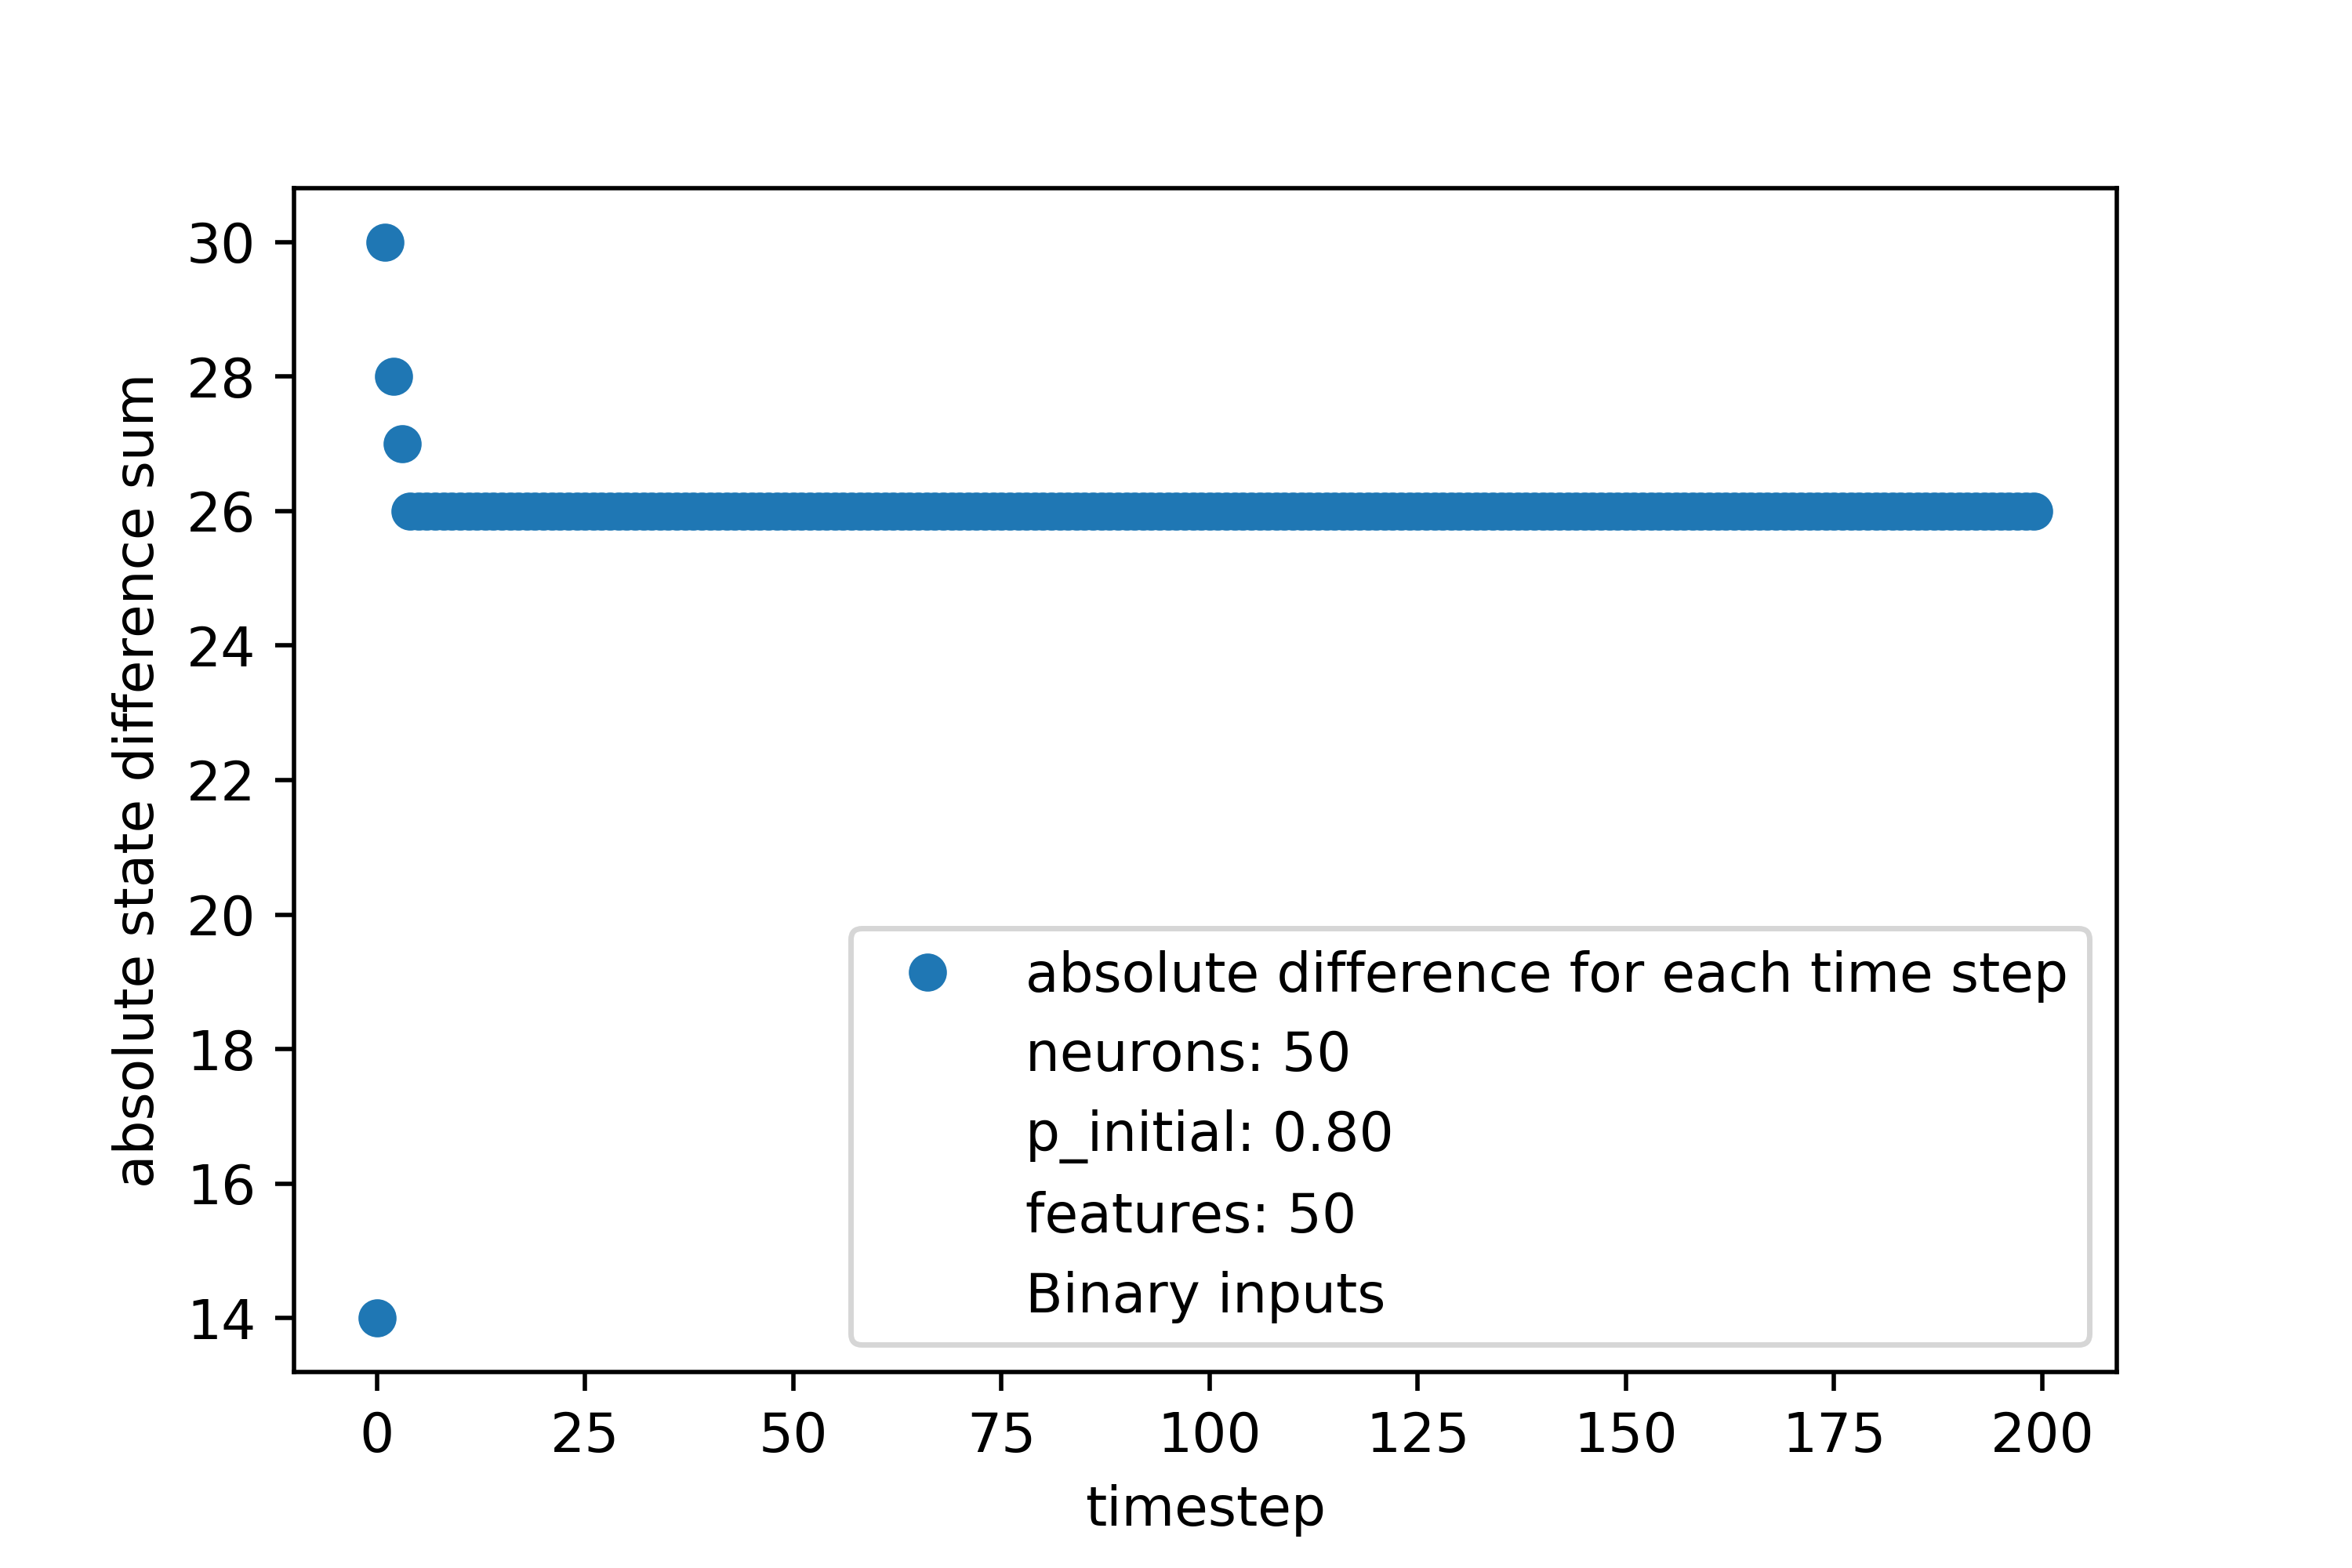 30
28
26
24
22
20
18
16
14
absolute state difference sum
absolute difference for each time step
neurons: 50
p_initial: 0.80
features: 50
Binary inputs
0 25 50 75 100 125 150 175 200
timestep